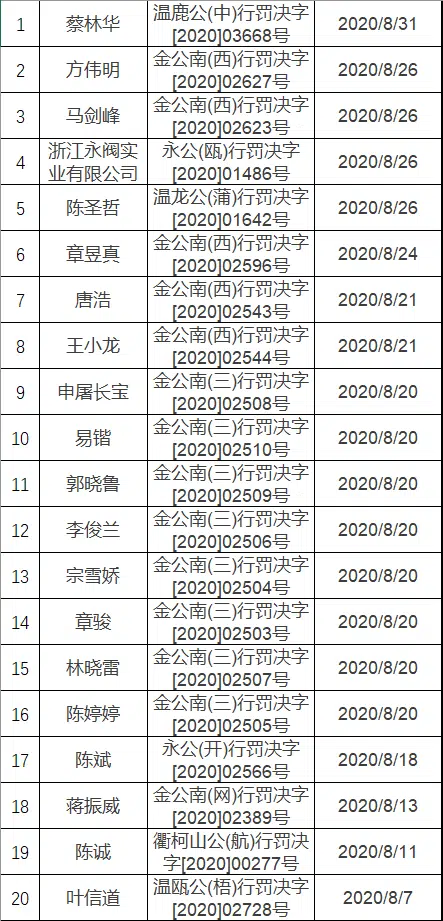 1 蔡林华 温鹿公(中)行罚决字 2020/8/31
[2020]03668号
2 方伟明 金公南(西)行罚决字 2020/8/26
[2020]02627号
3 马剑峰 金公南(西)行罚决字 2020/8/26
[2020]02623号
4 浙江永阀实 永公(瓯)行罚决字 2020/8/26
业有限公司 [2020]01486号
5 陈圣哲 温龙公(蒲)行罚决字 2020/8/26
[2020]01642号
6 章昱真 金公南(西)行罚决字 2020/8/24
[2020]02596号
7 唐浩 金公南(西)行罚决字 2020/8/21
[2020]02543号
8 王小龙 金公南(西)行罚决字 2020/8/21
[2020]02544号
9 申屠长宝 金公南(三)行罚决字 2020/8/20
[2020]02508号
10 易锴 金公南(三)行罚决字 2020/8/20
[2020]02510号
11 郭晓鲁 金公南(三)行罚决字 2020/8/20
[2020]02509号
12 李俊兰 金公南(三)行罚决字 2020/8/20
[2020]02506号
13 宗雪娇 金公南(三)行罚决字 2020/8/20
[2020]02504号
14 章骏 金公南(三)行罚决字 2020/8/20
[2020]02503号
15 林晓雷 金公南(三)行罚决字 2020/8/20
[2020]02507号
16 陈婷婷 金公南(三)行罚决字 2020/8/20
[2020]02505号
17 陈斌 永公(开)行罚决字 2020/8/18
[2020]02566号
18 蒋振威 金公南(网)行罚决字 2020/8/13
[2020]02389号
19 陈诚 衢柯山公(航)行罚决 2020/8/11
字[2020]00277号
20 叶信道 温瓯公(梧)行罚决字 2020/8/7
[2020]02728号